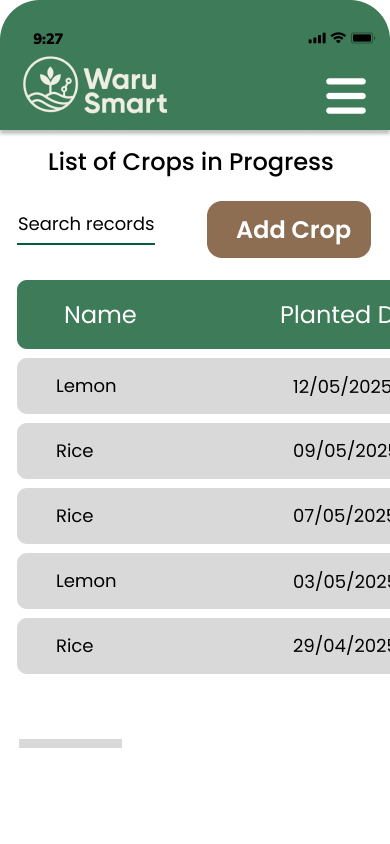 9:27
Waru
Smart
List of Crops in Progress
Search records
Add Crop
Name Planted D
Lemon 12/05/2025
Rice 09/05/2025
Rice 07/05/2025
Lemon 03/05/2025
Rice 29/04/2025